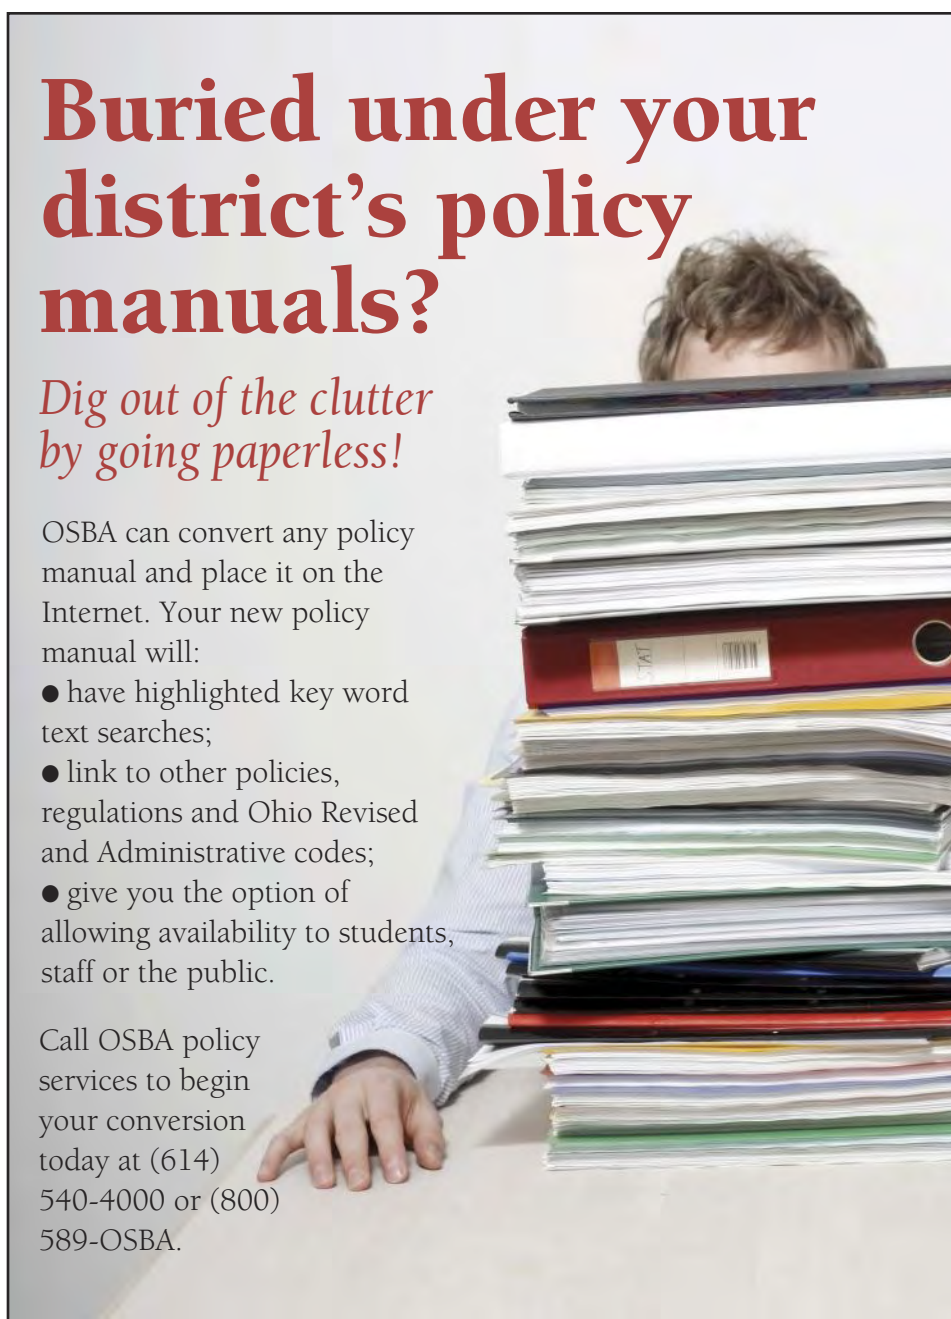 Buried under your
district’s policy
manuals?
Dig out of the clutter
by going paperless!
OSBA can convert any policy
manual and place it on the
Internet. Your new policy
manual will:
● have highlighted key word
text searches;
● link to other policies,
regulations and Ohio Revised
and Administrative codes;
● give you the option of
allowing availability to students,
staff or the public.
Call OSBA policy
services to begin
your conversion
today at (614)
540-4000 or (800)
589-OSBA.
STAT